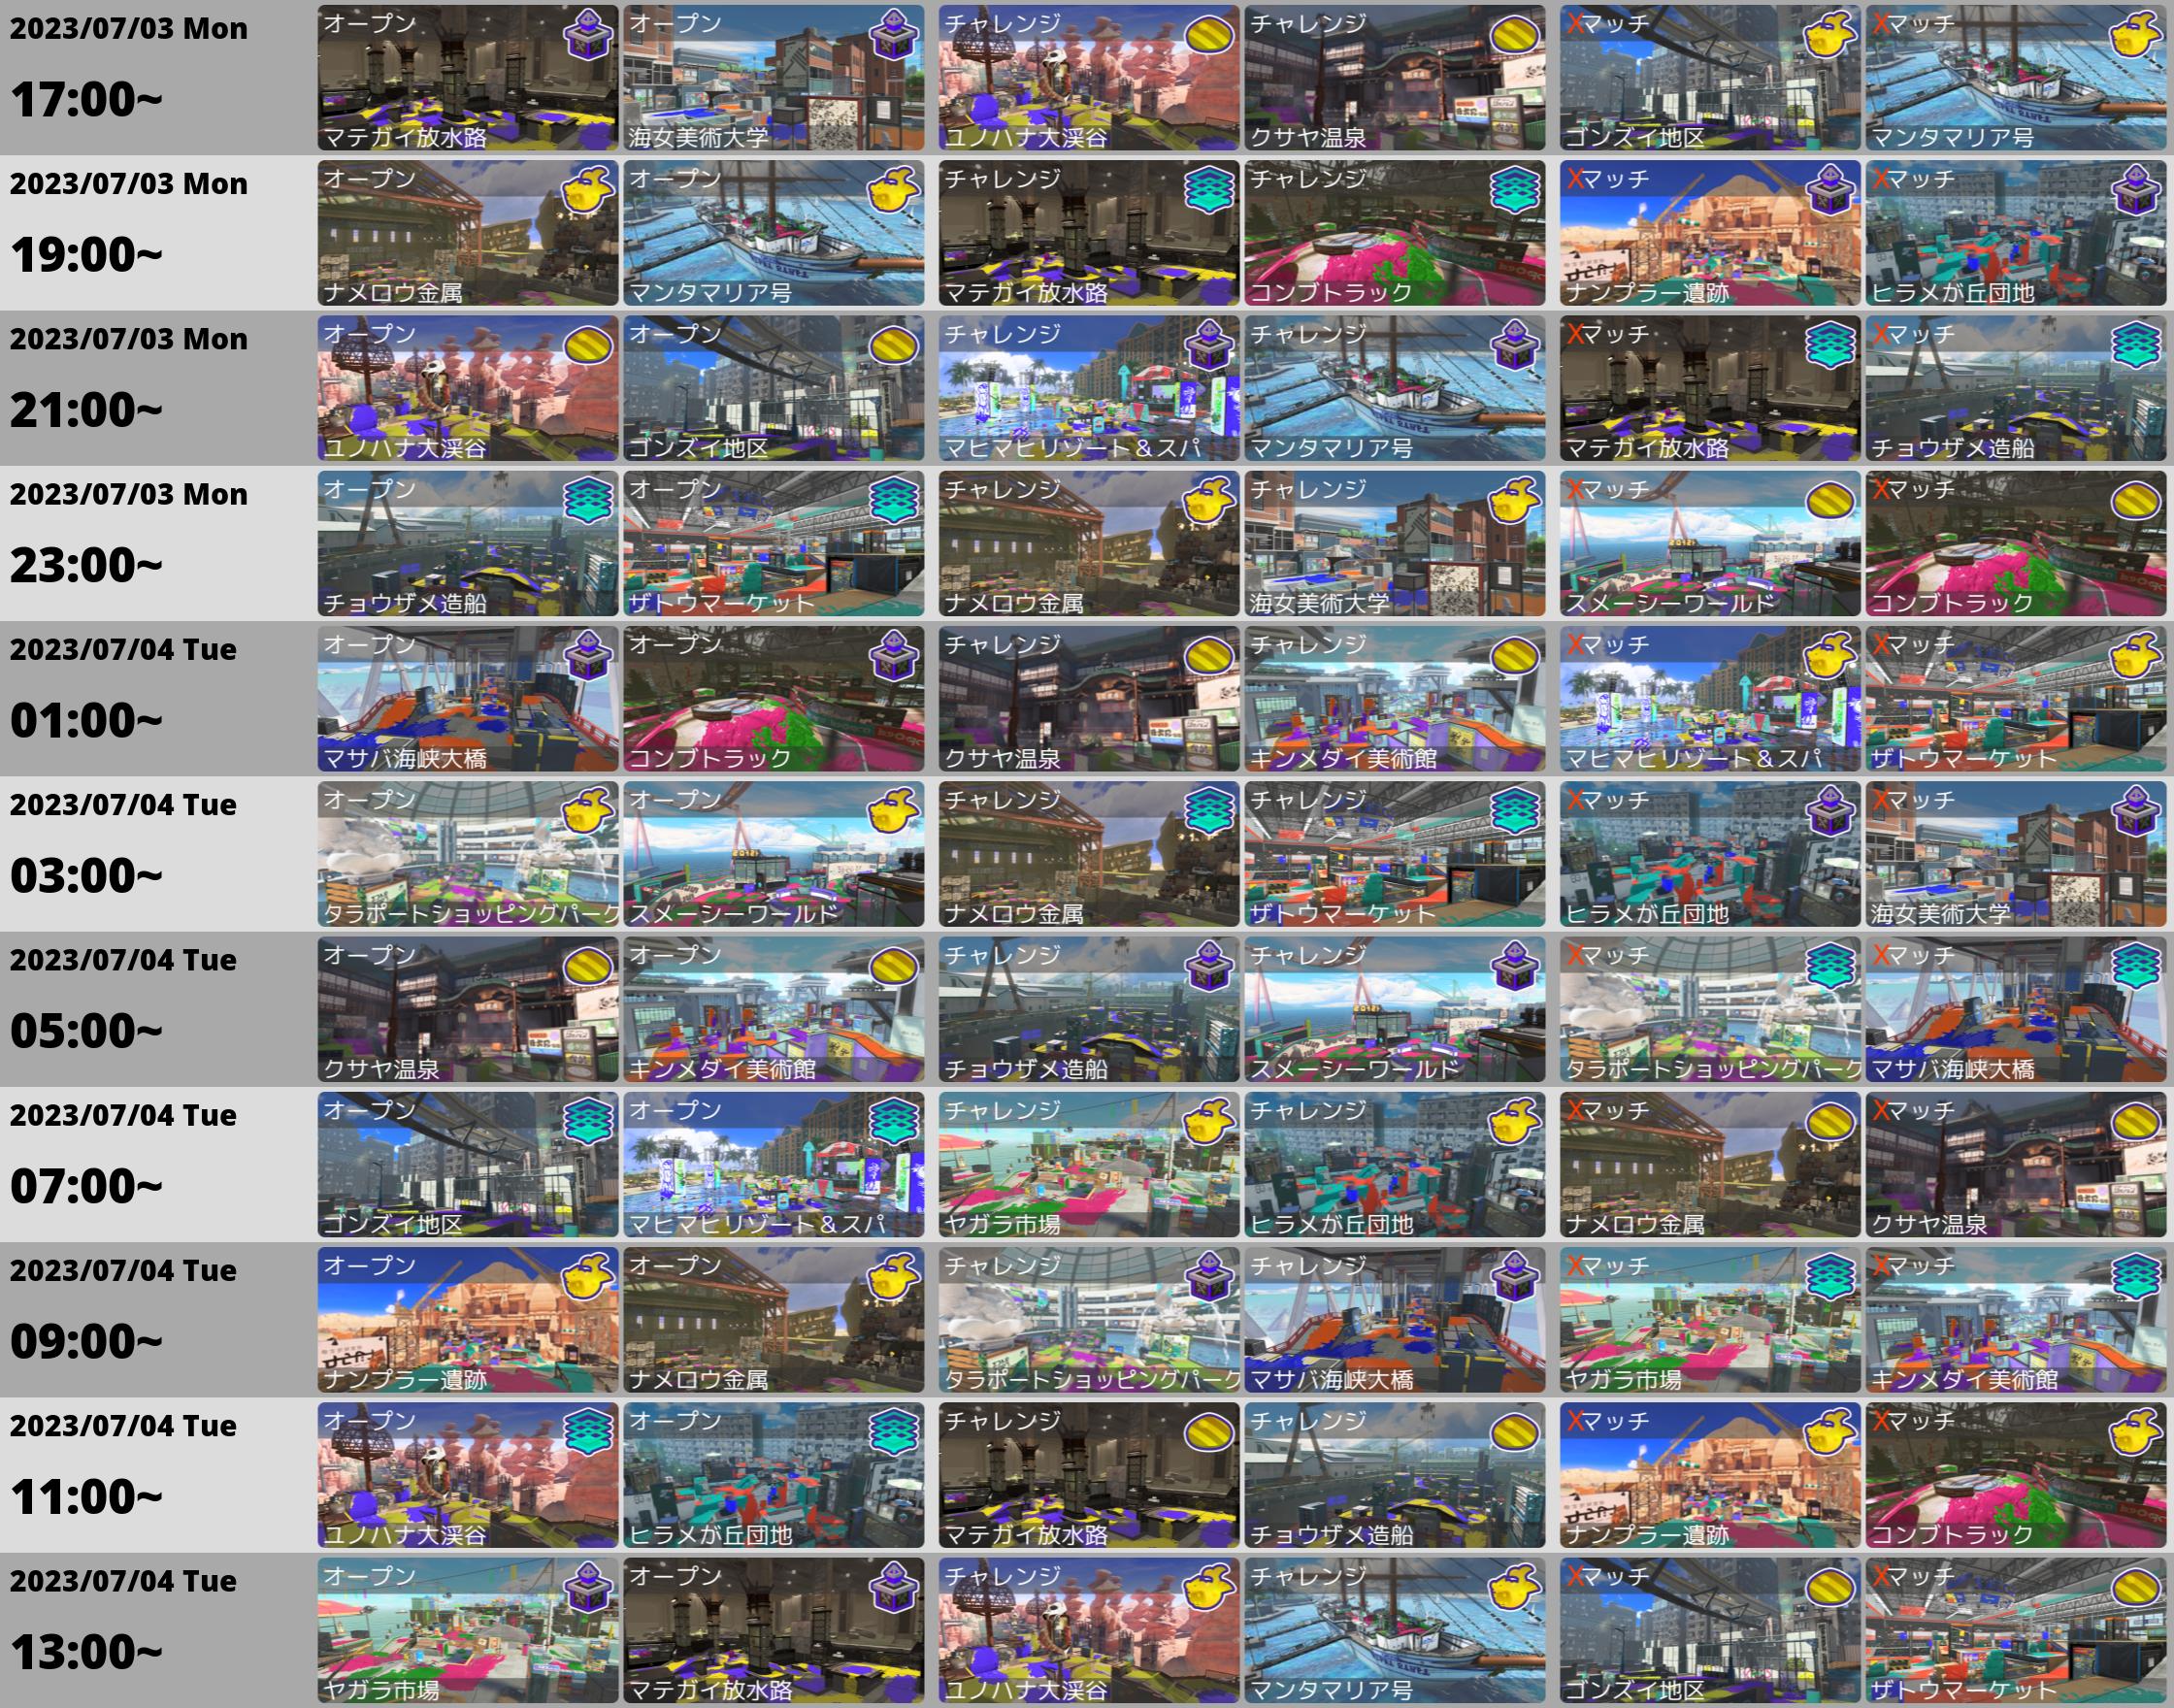 2023/07/03 Mon
17:00~
オープン
マテガイ放水路
オープン
海女美術大学
チャレンジ
ユノハナ大渓谷
チャレンジ
クサヤ温泉
Xマッチ
ゴンズイ地区
Xマッチ
マンタマリア号
2023/07/03 Mon
19:00~
オープン
ナメロウ金属
オープン
マンタマリア号
チャレンジ
マテガイ放水路
チャレンジ
コンブトラック
Xマッチ
ナンプラー遺跡
Xマッチ
ヒラメが丘団地
2023/07/03 Mon
21:00~
オープン
ユノハナ大渓谷
オープン
ゴンズイ地区
チャレンジ
マヒマヒリゾート＆スパ
チャレンジ
マンタマリア号
Xマッチ
マテガイ放水路
Xマッチ
チョウザメ造船
2023/07/03 Mon
23:00~
オープン
チョウザメ造船
オープン
ザトウマーケット
チャレンジ
ナメロウ金属
チャレンジ
海女美術大学
Xマッチ
スメーシーワールド
Xマッチ
コンブトラック
2023/07/04 Tue
01:00~
オープン
マサバ海峡大橋
オープン
コンブトラック
チャレンジ
クサヤ温泉
チャレンジ
キンメダイ美術館
Xマッチ
マヒマヒリゾート＆スパ
Xマッチ
ザトウマーケット
2023/07/04 Tue
03:00~
オープン
タラポートショッピングパーク
オープン
スメーシーワールド
チャレンジ
ナメロウ金属
チャレンジ
ザトウマーケット
Xマッチ
ヒラメが丘団地
Xマッチ
海女美術大学
2023/07/04 Tue
05:00~
オープン
クサヤ温泉
オープン
キンメダイ美術館
チャレンジ
チョウザメ造船
チャレンジ
スメーシーワールド
Xマッチ
タラポートショッピングパーク
Xマッチ
マサバ海峡大橋
2023/07/04 Tue
07:00~
オープン
ゴンズイ地区
オープン
マヒマヒリゾート＆スパ
チャレンジ
ヤガラ市場
チャレンジ
ヒラメが丘団地
Xマッチ
ナメロウ金属
Xマッチ
クサヤ温泉
2023/07/04 Tue
09:00~
オープン
ナンプラー遺跡
オープン
ナメロウ金属
チャレンジ
タラポートショッピングパーク
チャレンジ
マサバ海峡大橋
Xマッチ
ヤガラ市場
Xマッチ
キンメダイ美術館
2023/07/04 Tue
11:00~
オープン
ユノハナ大渓谷
オープン
ヒラメが丘団地
チャレンジ
マテガイ放水路
チャレンジ
チョウザメ造船
Xマッチ
ナンプラー遺跡
Xマッチ
コンブトラック
2023/07/04 Tue
13:00~
オープン
ヤガラ市場
オープン
マテガイ放水路
チャレンジ
ユノハナ大渓谷
チャレンジ
マンタマリア号
Xマッチ
ゴンズイ地区
Xマッチ
ザトウマーケット